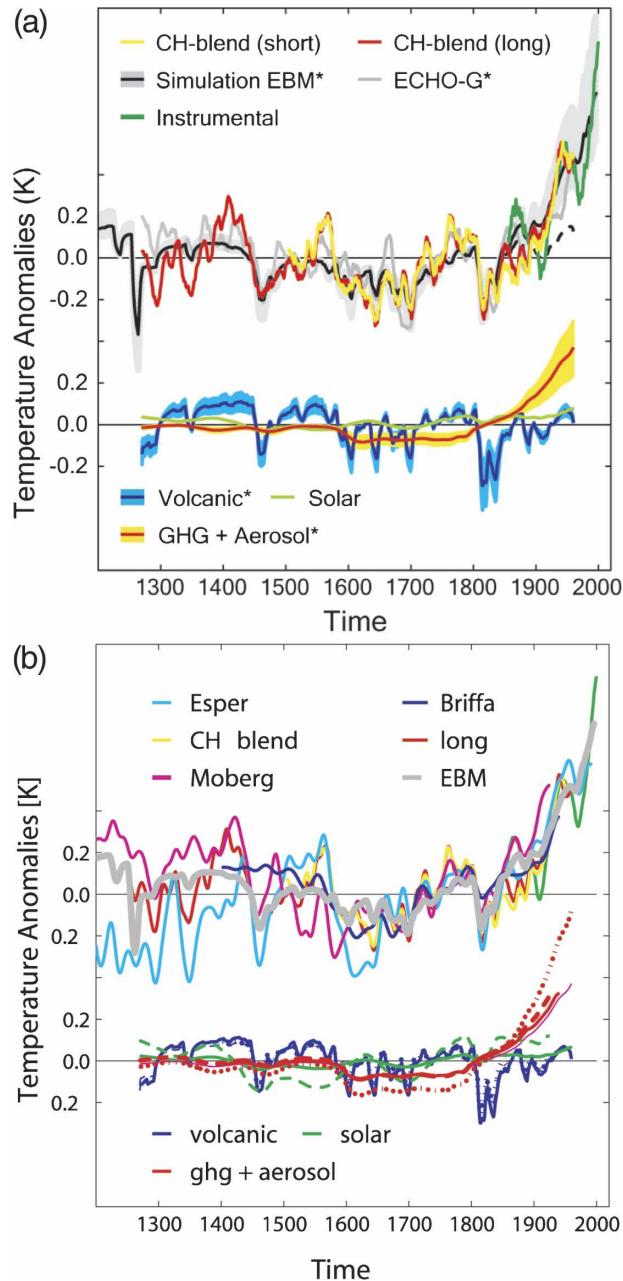 (a)
CH-blend (short) CH-blend (long)
Simulation EBM* ECHO-G*
Instrumental
Temperature Anomalies (K)
0.2
0.0
-0.2
0.2
0.0
-0.2
Volcanic* Solar
GHG + Aerosol*
1300 1400 1500 1600 1700 1800 1900 2000
Time
(b)
Esper Briffa
CH blend long
Moberg EBM
Temperature Anomalies [K]
0.2
0.0
0.2
0.2
0.0
0.2
volcanic solar
ghg + aerosol
1300 1400 1500 1600 1700 1800 1900 2000
Time